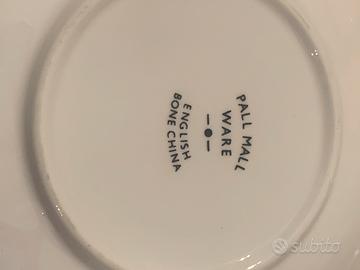 PALL MALL
WARE
ENGLISH
BONE CHINA
subito